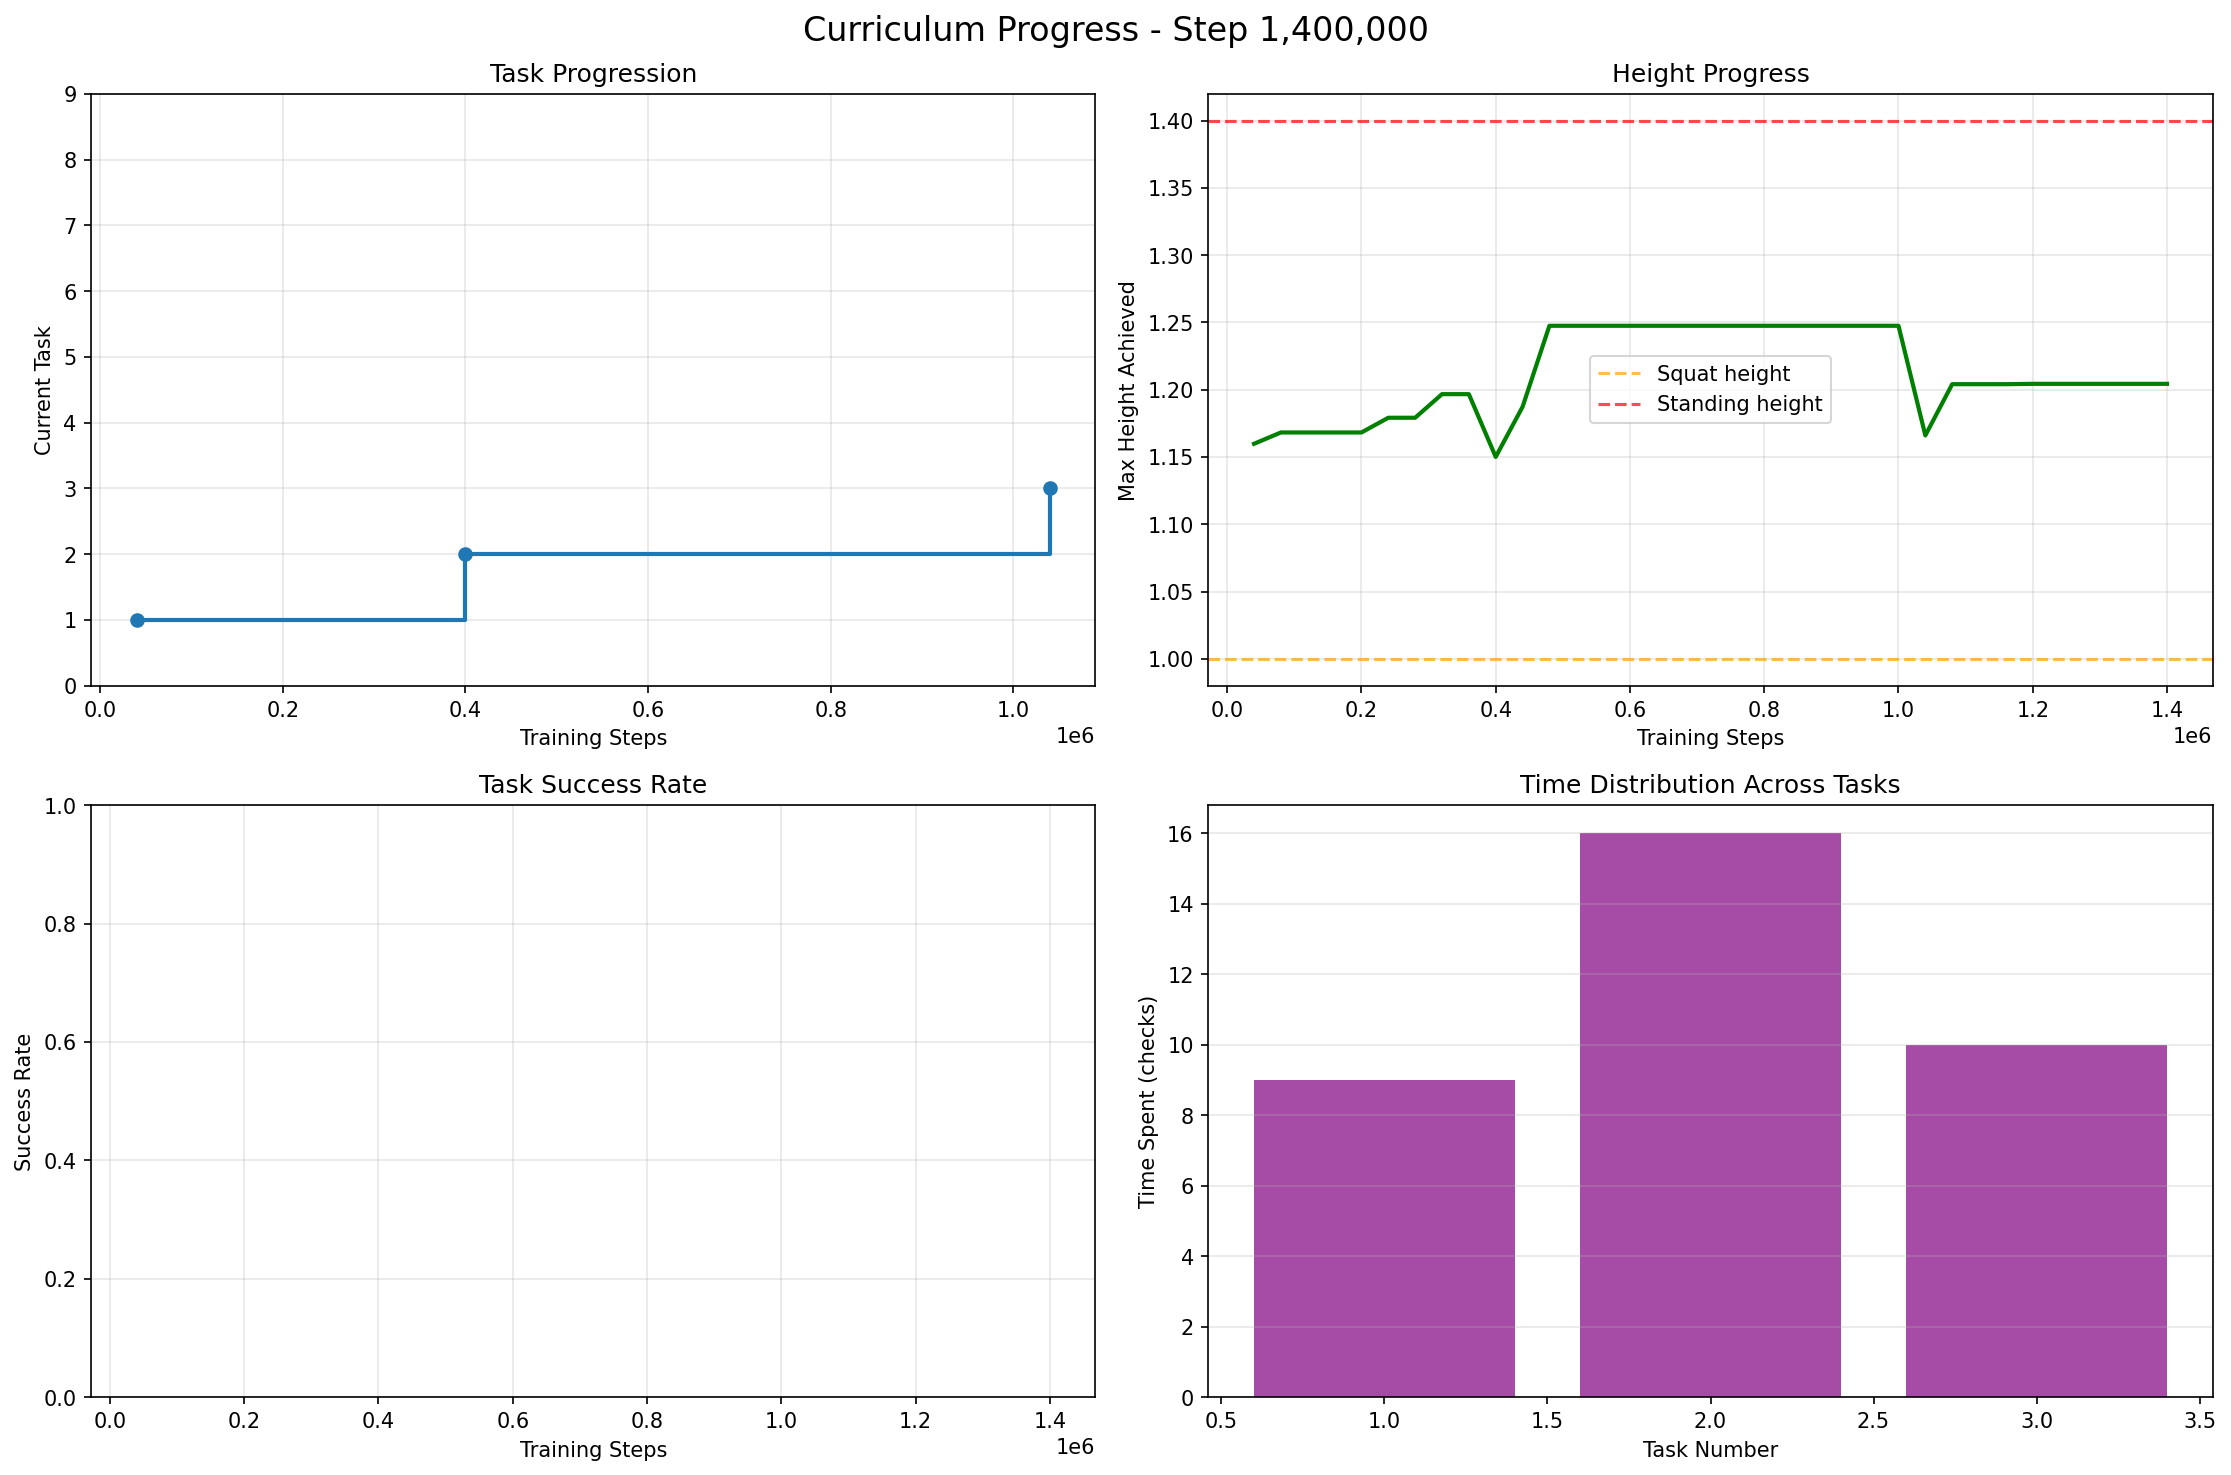 Curriculum Progress - Step 1,400,000
Task Progression
Current Task
9
8
7
6
5
4
3
2
1
0
0.0 0.2 0.4 0.6 0.8 1.0
1e6
Training Steps
Height Progress
Max Height Achieved
1.40
1.35
1.30
1.25
1.20
1.15
1.10
1.05
1.00
Squat height
Standing height
0.0 0.2 0.4 0.6 0.8 1.0 1.2 1.4
1e6
Training Steps
Task Success Rate
Success Rate
1.0
0.8
0.6
0.4
0.2
0.0
0.0 0.2 0.4 0.6 0.8 1.0 1.2 1.4
1e6
Training Steps
Time Distribution Across Tasks
Time Spent (checks)
16
14
12
10
8
6
4
2
0
0.5 1.0 1.5 2.0 2.5 3.0 3.5
Task Number